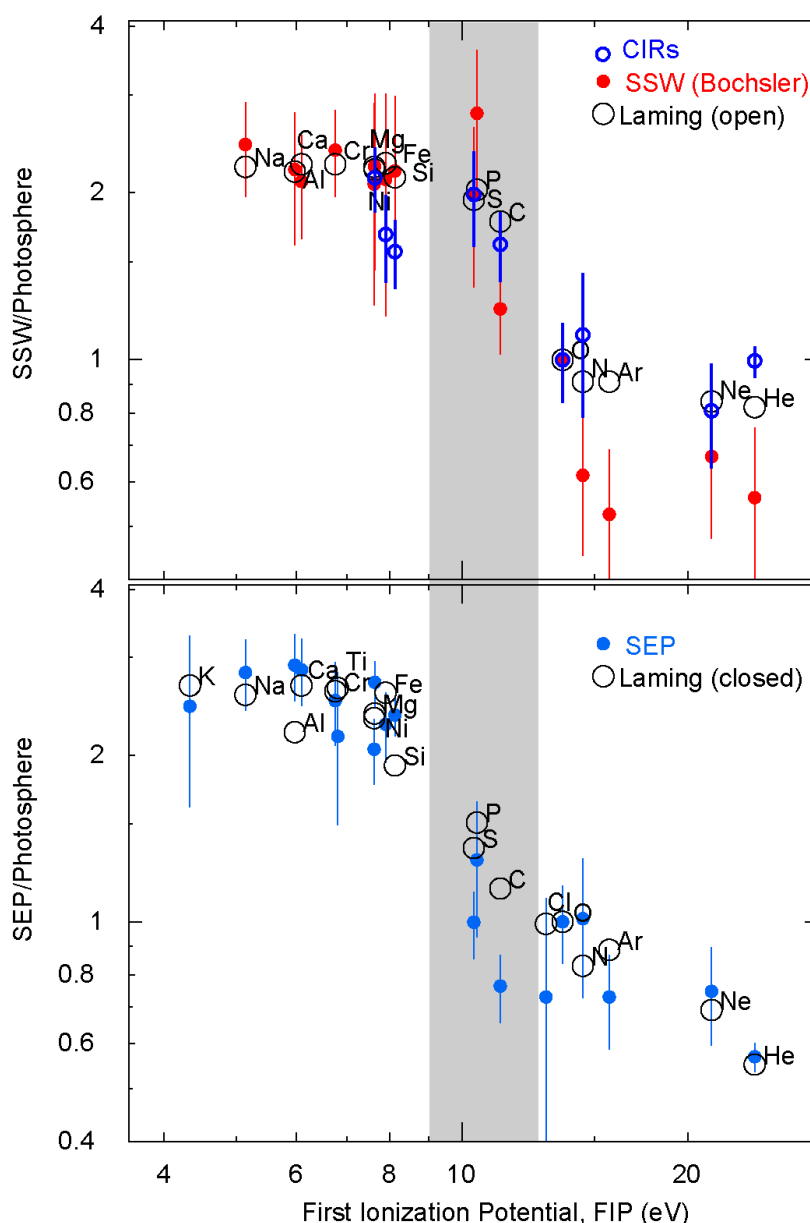 4
CIRs
SSW (Bochsler)
Laming (open)
Na
Ca
Al
Cr
Mg
Fe
Si
Ni
P
S
C
2
SSW/Photosphere
1
O
N
Ar
Ne
He
0.8
0.6
4
SEP
Laming (closed)
K
Na
Ca
Ti
Cr
Fe
Mg
Al
Ni
Si
2
SEP/Photosphere
P
S
C
1
Cl
O
N
Ar
Ne
He
0.8
0.6
0.4
4 6 8 10 20
First Ionization Potential, FIP (eV)